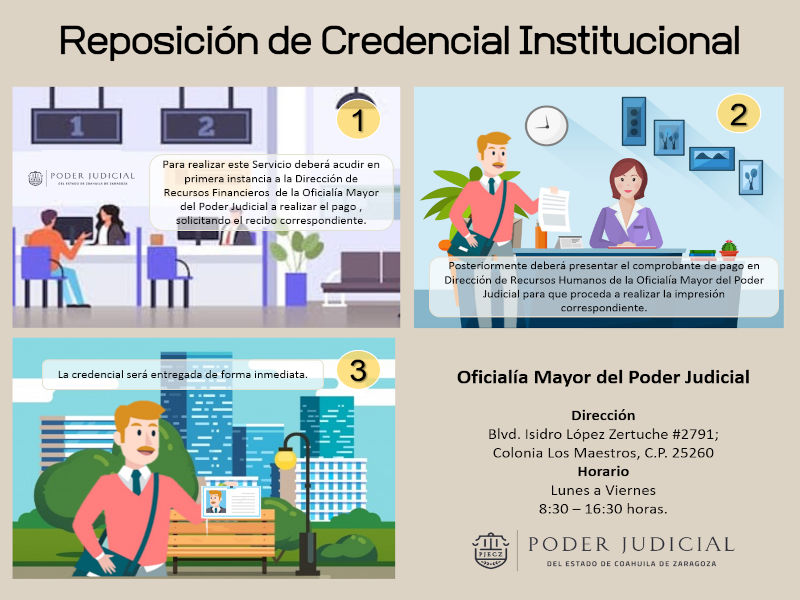 Reposición de Credencial Institucional
1
2
1
PODER JUDICIAL
DEL ESTADO DE COAHUILA DE ZARAGOZA
Para realizar este Servicio deberá acudir en
primera instancia a la Dirección de
Recursos Financieros de la Oficialía Mayor
del Poder Judicial a realizar el pago ,
solicitando el recibo correspondiente.
2
Posteriormente deberá presentar el comprobante de pago en
Dirección de Recursos Humanos de la Oficialía Mayor del Poder
Judicial para que proceda a realizar la impresión
correspondiente.
3
La credencial será entregada de forma inmediata.
Oficialía Mayor del Poder Judicial
Dirección
Blvd. Isidro López Zertuche #2791;
Colonia Los Maestros, C.P. 25260
Horario
Lunes a Viernes
8:30 – 16:30 horas.
PJECZ
PODER JUDICIAL
DEL ESTADO DE COAHUILA DE ZARAGOZA